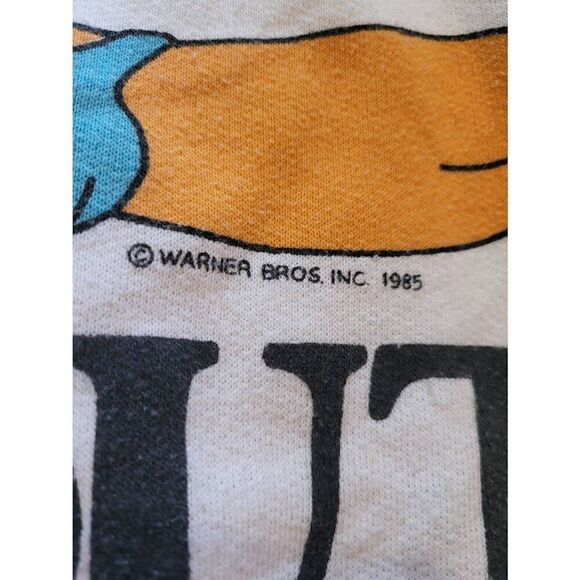 © WARNER BROS. INC. 1985
UT